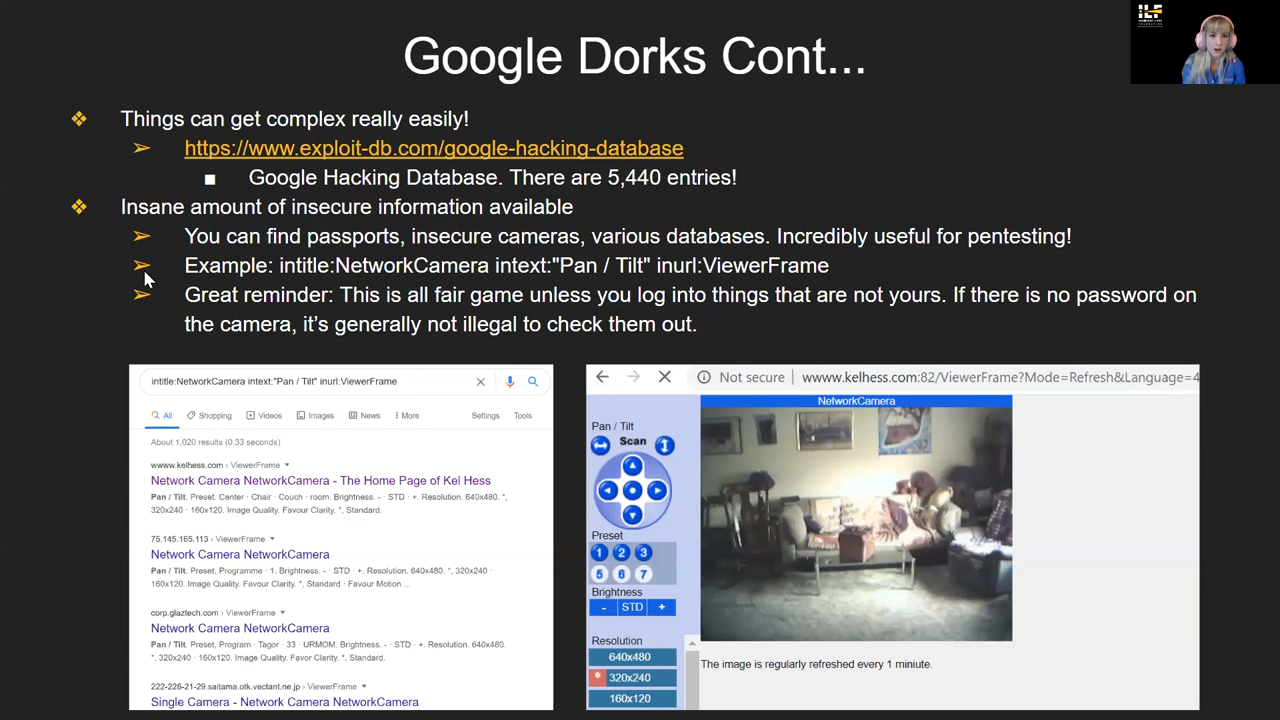 ILF
Google Dorks Cont...
Things can get complex really easily!
https://www.exploit-db.com/google-hacking-database
Google Hacking Database. There are 5,440 entries!
Insane amount of insecure information available
You can find passports, insecure cameras, various databases. Incredibly useful for pentesting!
Example: intitle:NetworkCamera intext:"Pan / Tilt" inurl:ViewerFrame
Great reminder: This is all fair game unless you log into things that are not yours. If there is no password on
the camera, it's generally not illegal to check them out.
intitle:NetworkCamera intext:"Pan / Tilt" inurl:ViewerFrame
All Shopping Videos Images News More Settings Tools
About 1,020 results (0.33 seconds)
wwww.kelhess.com › ViewerFrame
Network Camera NetworkCamera - The Home Page of Kel Hess
Pan / Tilt. Preset. Center · Chair · Couch · room. Brightness. - · STD · +. Resolution. 640x480. *,
320x240 · 160x120. Image Quality. Favour Clarity. *, Standard.
75.145.165.113 › ViewerFrame
Network Camera NetworkCamera
Pan / Tilt. Preset, Programme · 1. Brightness. - · STD · +. Resolution. 640x480. *, 320x240 ·
160x120. Image Quality. Favour Clarity. *, Standard · Favour Motion ...
corp.glaztech.com › ViewerFrame
Network Camera NetworkCamera
Pan / Tilt. Preset, Program · Tagor · 33 · URMOM. Brightness. - · STD · +. Resolution. 640x480.
*, 320x240 · 160x120. Image Quality. Favor Clarity. *, Standard.
222-228-21-29.saitama.otk.vectant.ne.jp › ViewerFrame
Single Camera - Network Camera NetworkCamera
Not secure | wwww.kelhess.com:82/ViewerFrame?Mode=Refresh&Language=4
NetworkCamera
Pan / Tilt
Scan
Preset
1 2 3
5 6 7
Brightness
- STD +
Resolution
640x480
* 320x240
160x120
The image is regularly refreshed every 1 miniute.